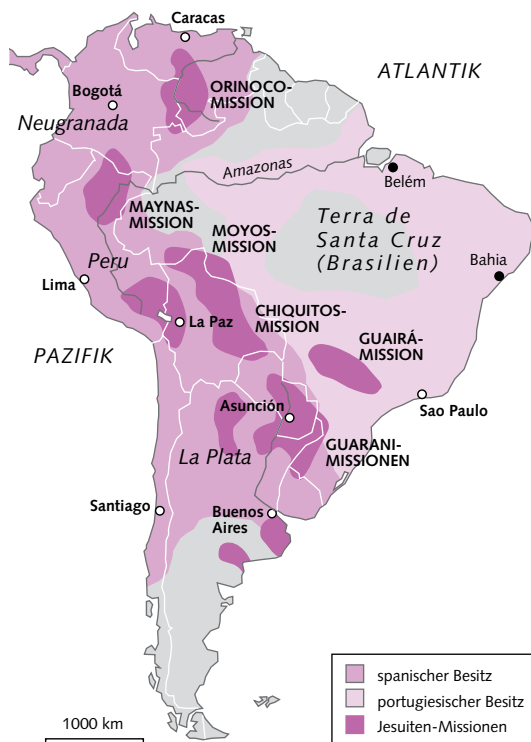 Caracas
ATLANTIK
Bogotá
ORINOCO-
MISSION
Neugranada
Amazonas
Belém
MAYNAS-
MISSION
MOYOS-
MISSION
Terra de
Santa Cruz
(Brasilien)
Peru
Bahia
Lima
La Paz
CHIQUITOS-
MISSION
PAZIFIK
GUAIRÁ-
MISSION
Asunción
Sao Paulo
GUARANI-
MISSIONEN
La Plata
Santiago
Buenos
Aires
spanischer Besitz
portugiesischer Besitz
Jesuiten-Missionen
1000 km